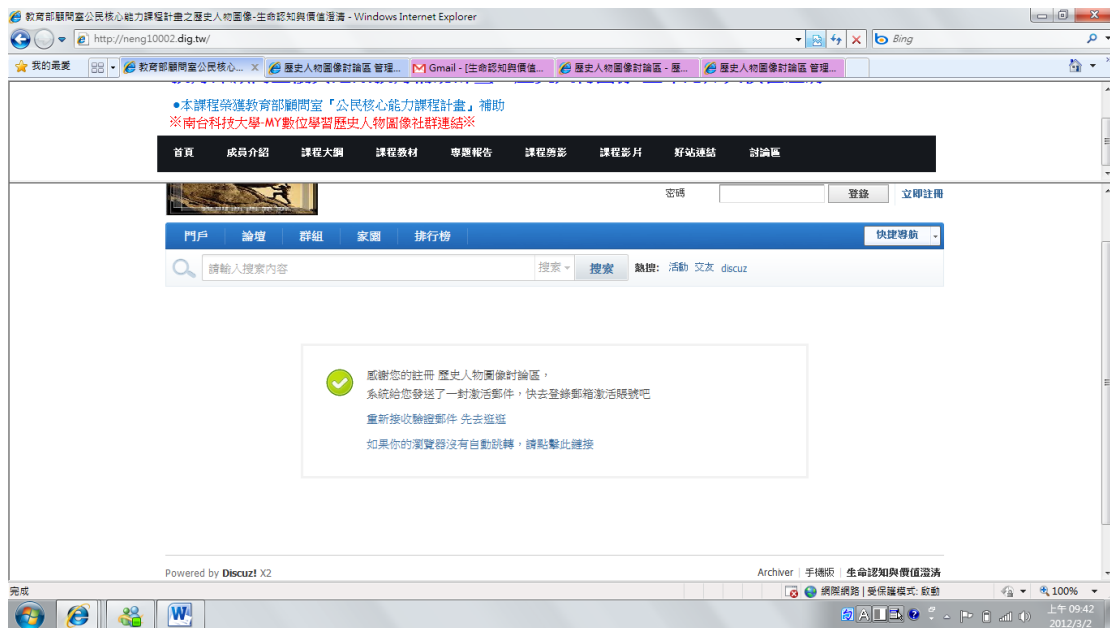 教育部顧問室公民核心能力課程計畫之歷史人物圖像-生命認知與價值澄清 - Windows Internet Explorer
http://neng10002.dig.tw/
Bing
我的最愛
教育部顧問室公民核心...
歷史人物圖像討論區 管理...
Gmail - [生命認知與價值...
歷史人物圖像討論區 - 歷...
歷史人物圖像討論區 管理...
●本課程榮獲教育部顧問室『公民核心能力課程計畫』補助
※南台科技大學-MY數位學習歷史人物圖像社群連結※
首頁 成員介紹 課程大綱 課程教材 專題報告 課程剪影 課程影片 好站連結 討論區
密碼 登錄 立即註冊
門戶 論壇 群組 家園 排行榜 快捷導航
請輸入搜索內容 搜索 搜索 熱搜: 活動 交友 discuz
感謝您的註冊 歷史人物圖像討論區，
系統給您發送了一封激活郵件，快去登錄郵箱激活賬號吧
重新接收驗證郵件 先去逛逛
如果你的瀏覽器沒有自動跳轉，請點擊此鏈接
Powered by Discuz! X2
Archiver | 手機版 | 生命認知與價值澄清
完成
網際網路 | 受保護模式: 啟動
100%
上午 09:42
2012/3/2